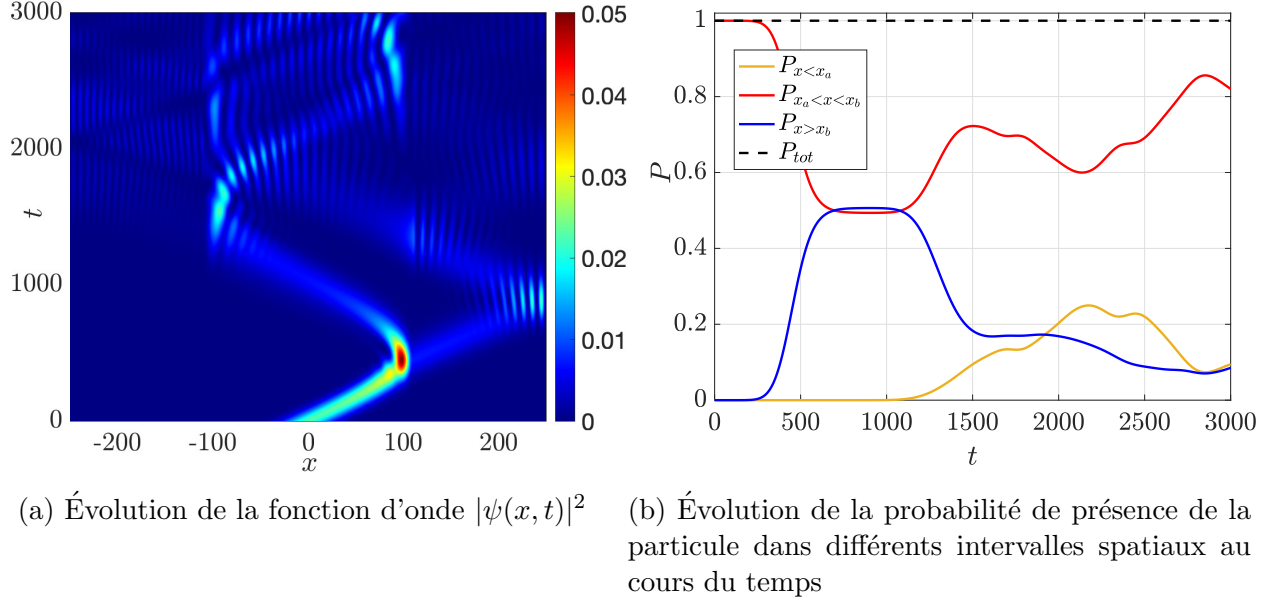 3000
2000
1000
0
t
-200
-100
0
100
200
x
0.05
0.04
0.03
0.02
0.01
0
1
0.8
0.6
0.4
0.2
0
P
P_{x<x_a}
P_{x_a<x<x_b}
P_{x>x_b}
P_{tot}
0
500
1000
1500
2000
2500
3000
t
(a) Évolution de la fonction d'onde |ψ(x, t)|²
(b) Évolution de la probabilité de présence de la
particule dans différents intervalles spatiaux au
cours du temps